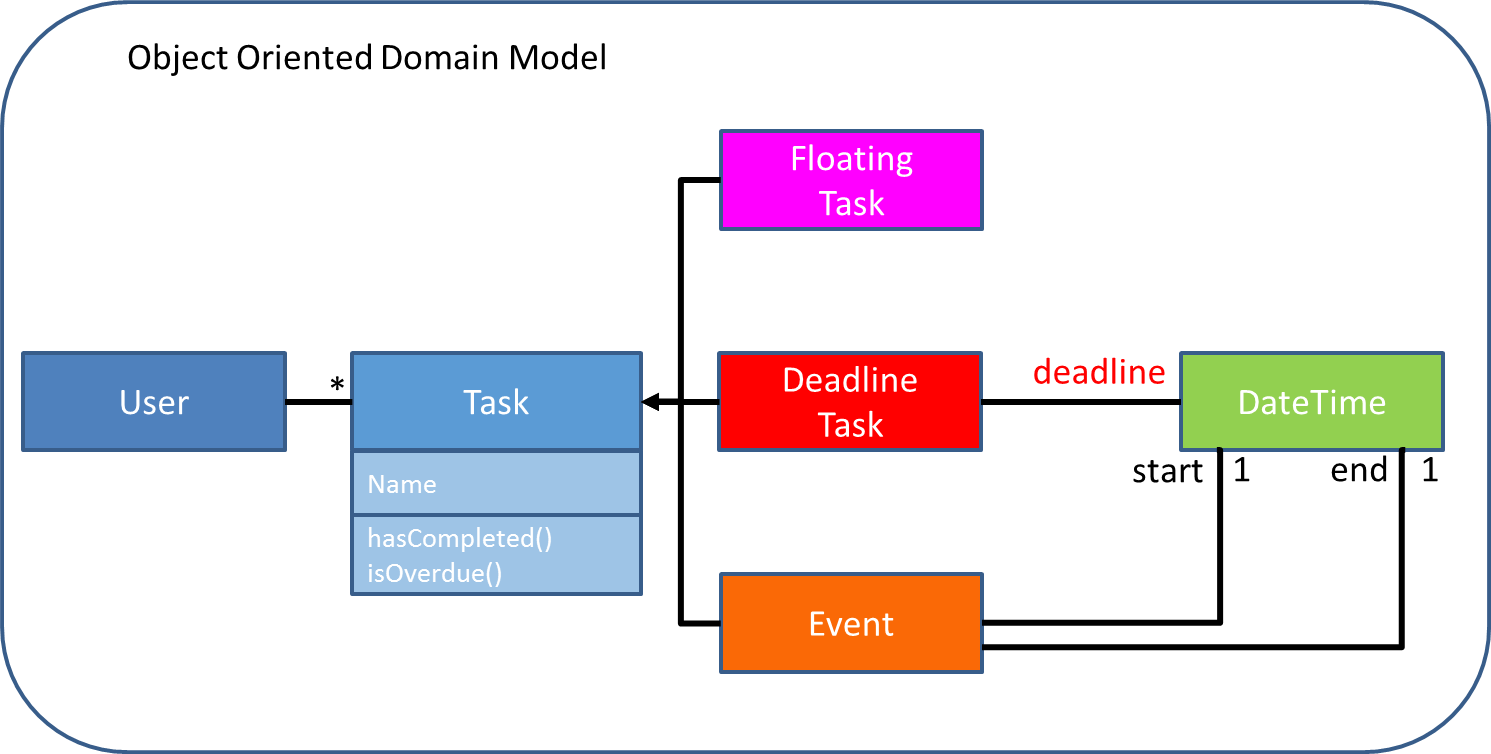 Object Oriented Domain Model
Floating
Task
User
*
Task
Name
hasCompleted()
isOverdue()
Deadline
Task
deadline
DateTime
start
1
end
1
Event